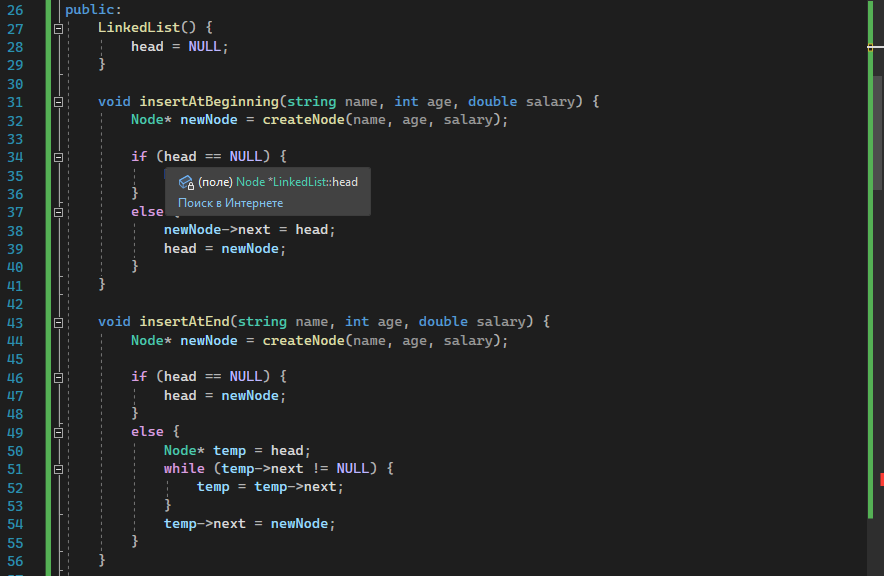 26 public:
27 LinkedList() {
28 head = NULL;
29 }
30
31 void insertAtBeginning(string name, int age, double salary) {
32 Node* newNode = createNode(name, age, salary);
33
34 if (head == NULL) {
35 (поле) Node *LinkedList::head
36 }
Поиск в Интернете
37 else {
38 newNode->next = head;
39 head = newNode;
40 }
41 }
42
43 void insertAtEnd(string name, int age, double salary) {
44 Node* newNode = createNode(name, age, salary);
45
46 if (head == NULL) {
47 head = newNode;
48 }
49 else {
50 Node* temp = head;
51 while (temp->next != NULL) {
52 temp = temp->next;
53 }
54 temp->next = newNode;
55 }
56 }